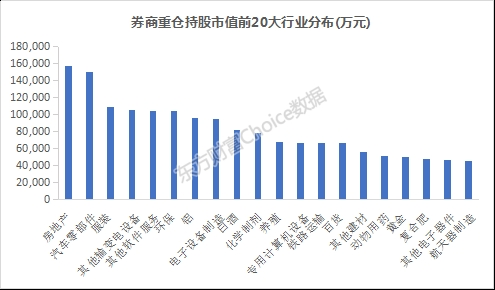 券商重仓持股市值前20大行业分布(万元)
180,000
160,000
140,000
120,000
100,000
80,000
60,000
40,000
20,000
0
东方财富Choice数据
房地产
汽车零部件
服装
其他输变电设备
其他软件服务
环保
铝
电子设备制造
白酒
化学制剂
养殖
专用计算机设备
铁路运输
百货
其他建材
动物用药
黄金
复合肥
其他电子器件
航天器制造